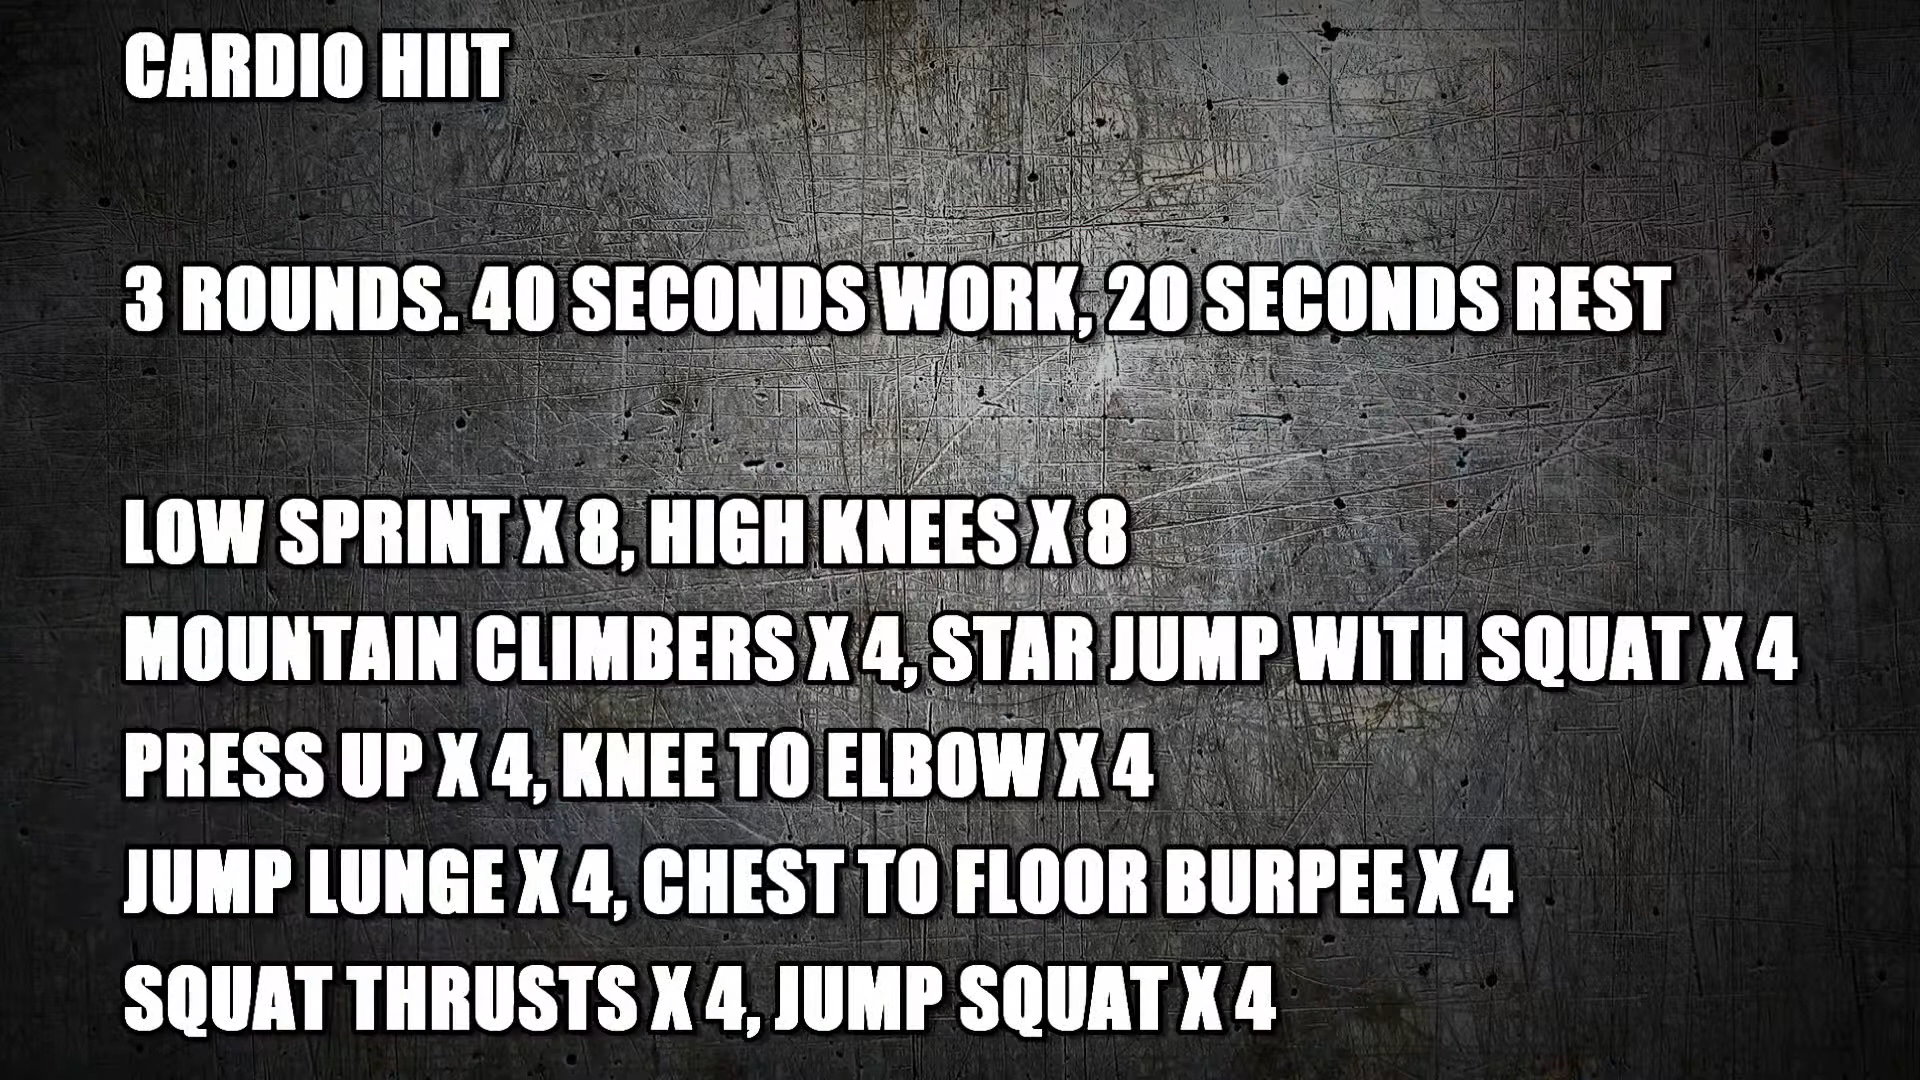 CARDIO HIIT
3 ROUNDS. 40 SECONDS WORK, 20 SECONDS REST
LOW SPRINT X 8, HIGH KNEES X 8
MOUNTAIN CLIMBERS X 4, STAR JUMP WITH SQUAT X 4
PRESS UP X 4, KNEE TO ELBOW X 4
JUMP LUNGE X 4, CHEST TO FLOOR BURPEE X 4
SQUAT THRUSTS X 4, JUMP SQUAT X 4